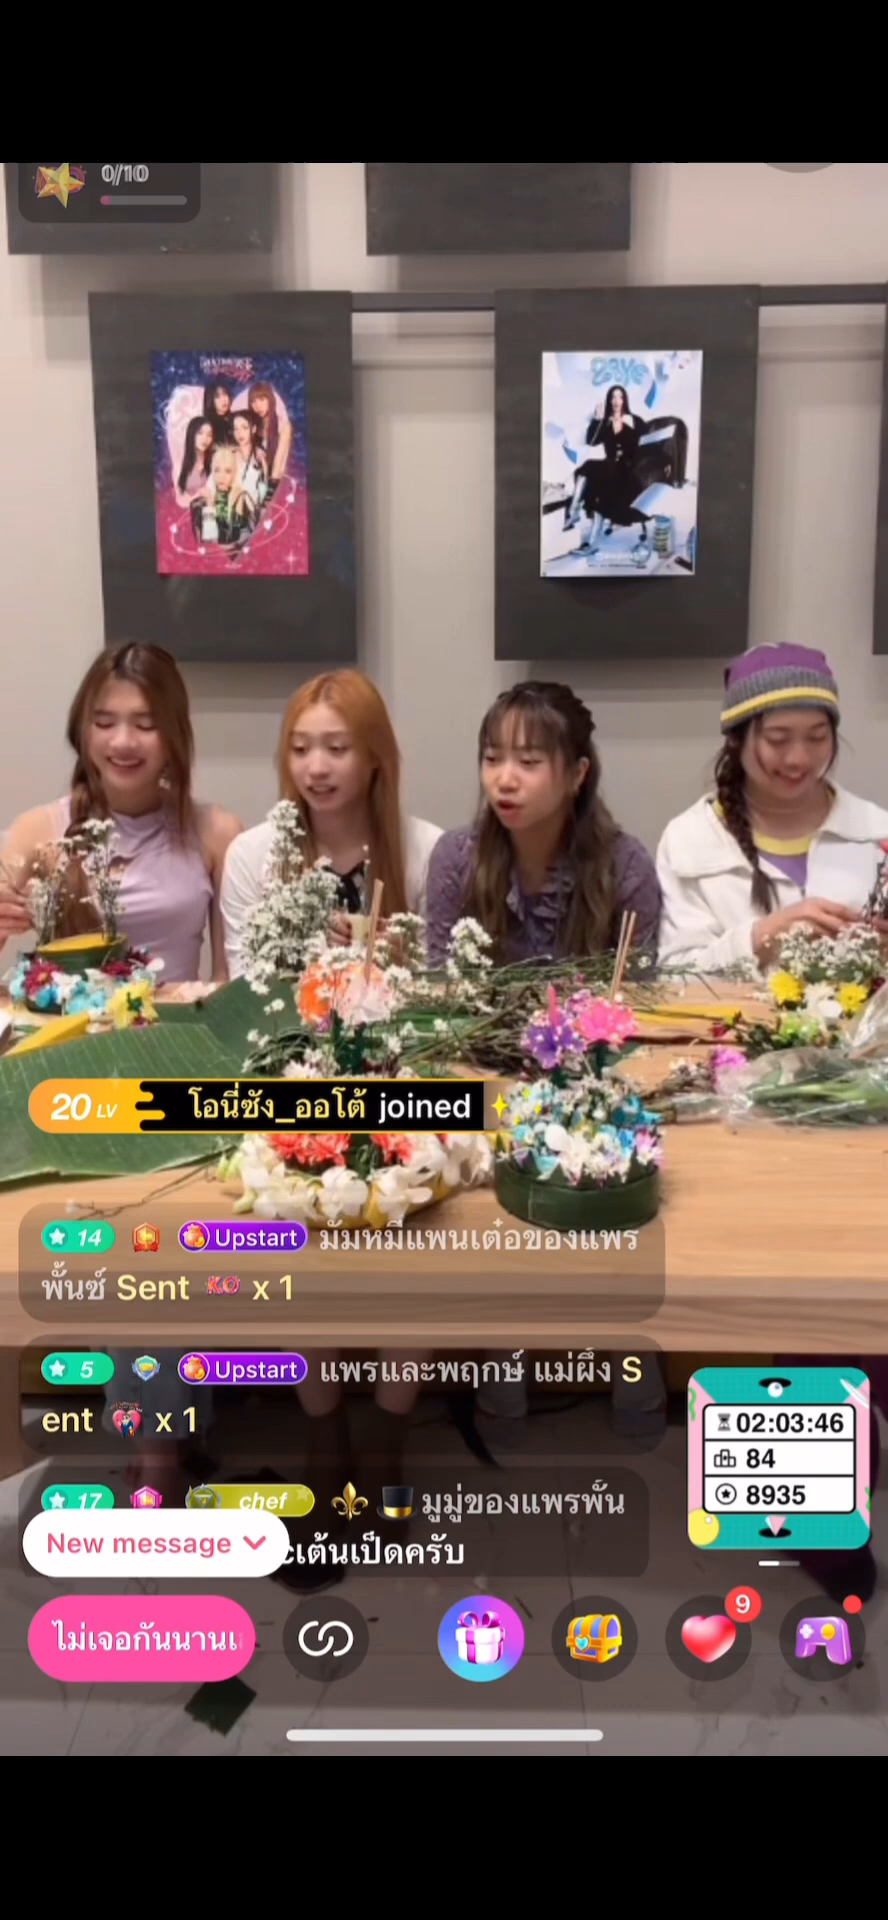 0/10
20 LV โอนี่ซัง_ออโต้ joined
14 Upstart มัมหมีแพนเต๋อของแพร
พั้นซ์ Sent KO x 1
5 Upstart แพรและพฤกษ์ แม่ผึ้ง S
ent x 1
17 chef มูมู่ของแพรพั้น
เต้นเป็ดครับ
New message
02:03:46
84
8935
ไม่เจอกันนานเ
9